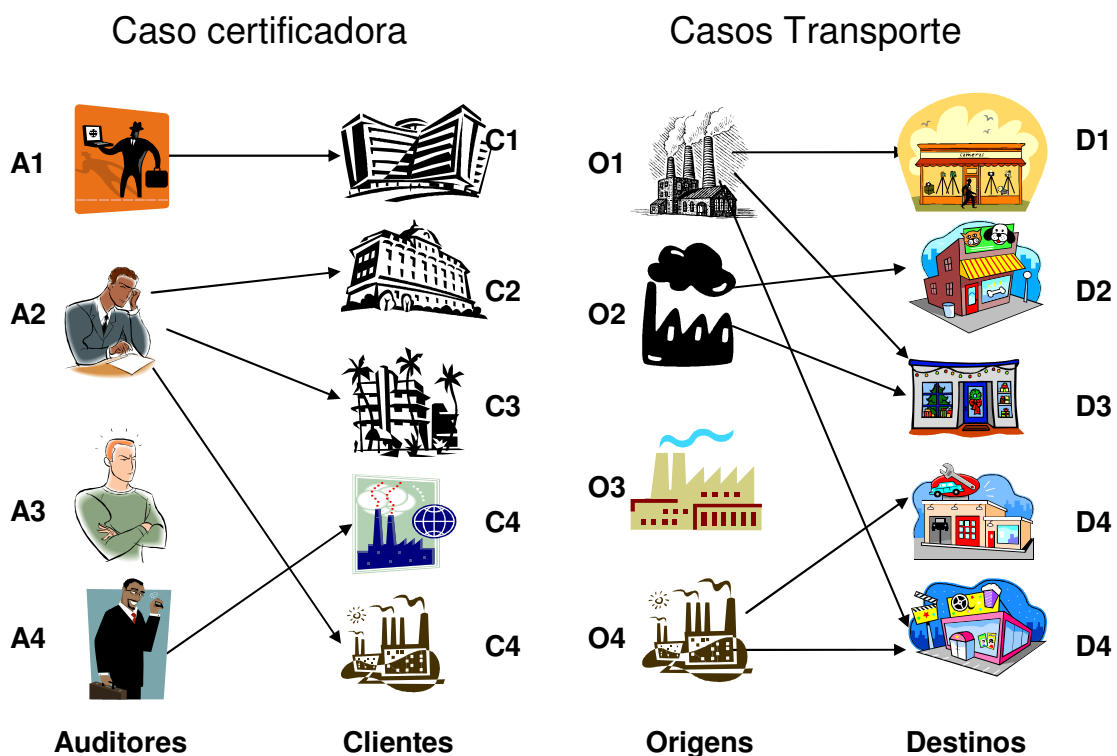 Caso certificadora
Casos Transporte
A1
C1
O1
cameras
D1
A2
C2
O2
D2
C3
D3
A3
C4
O3
D4
A4
C4
O4
D4
Auditores
Clientes
Origens
Destinos